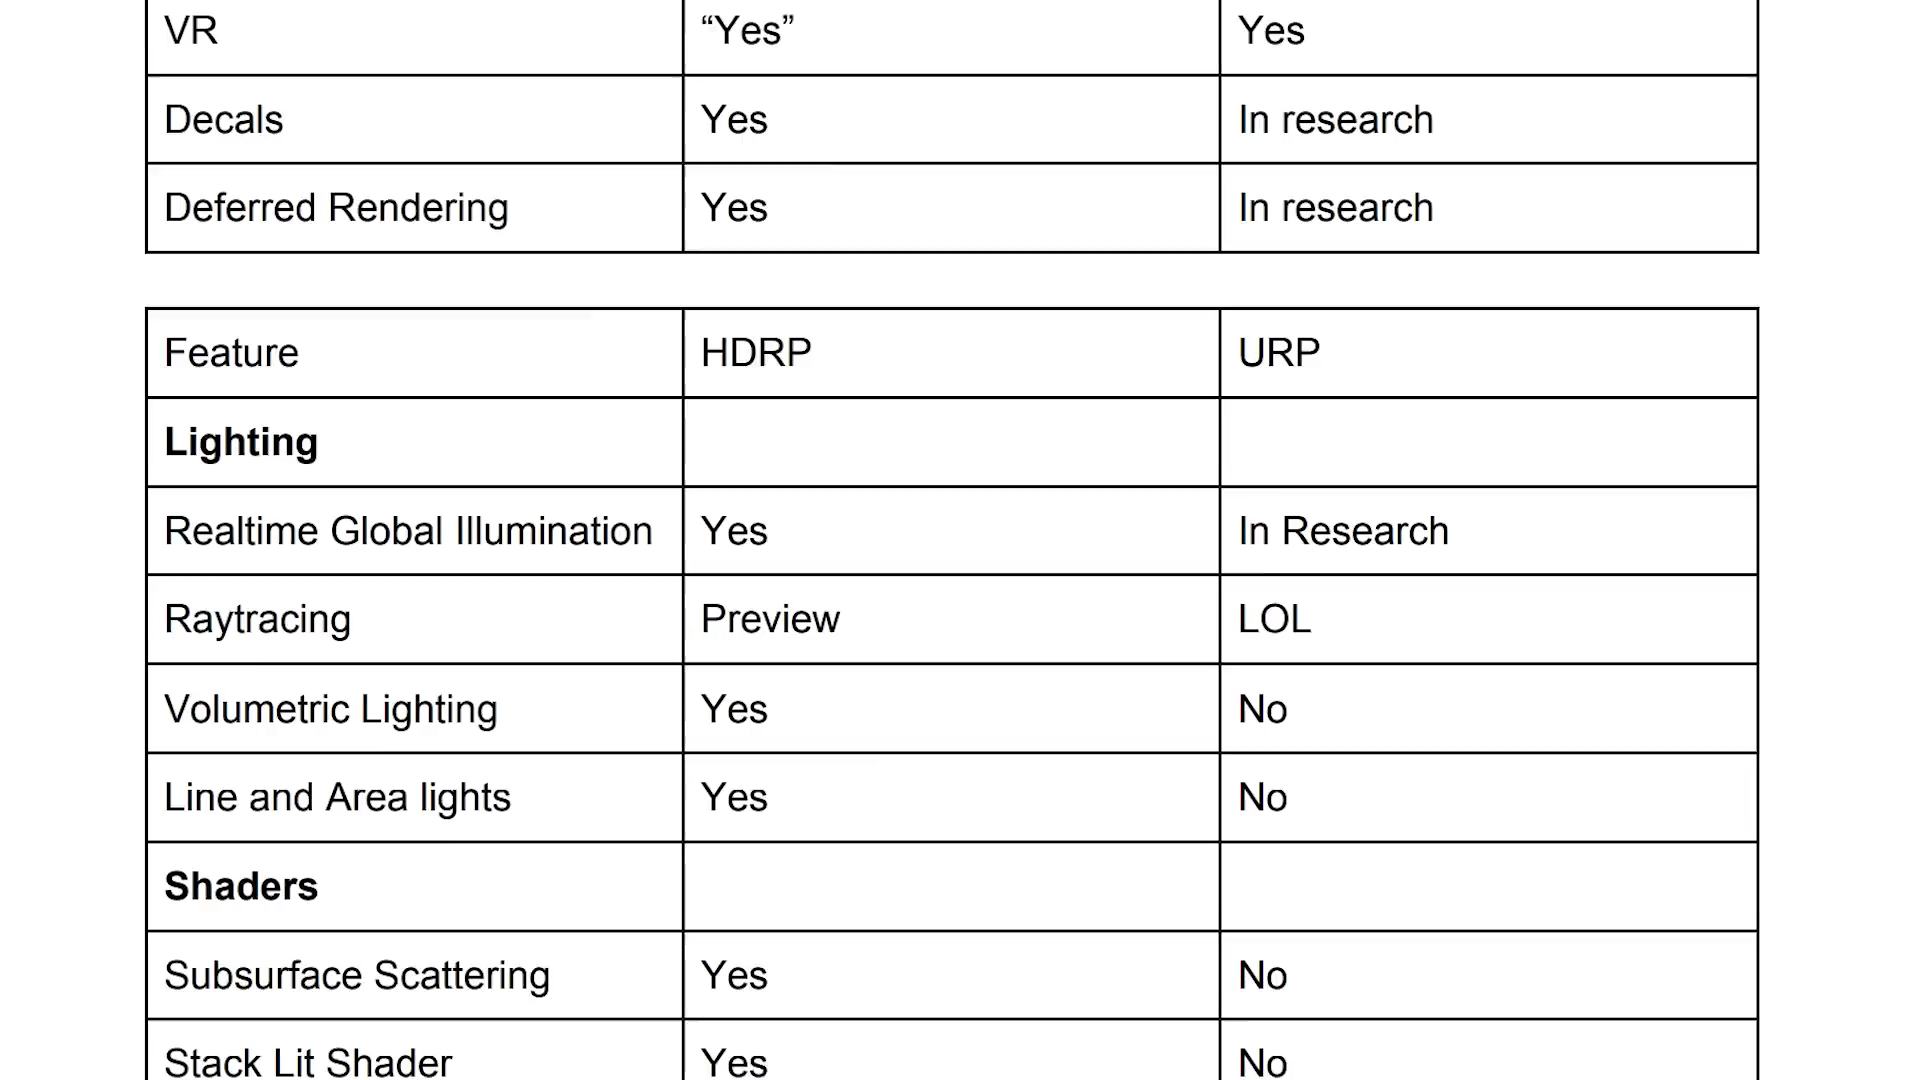 VR “Yes” Yes
Decals Yes In research
Deferred Rendering Yes In research
Feature HDRP URP
Lighting
Realtime Global Illumination Yes In Research
Raytracing Preview LOL
Volumetric Lighting Yes No
Line and Area lights Yes No
Shaders
Subsurface Scattering Yes No
Stack Lit Shader Yes No